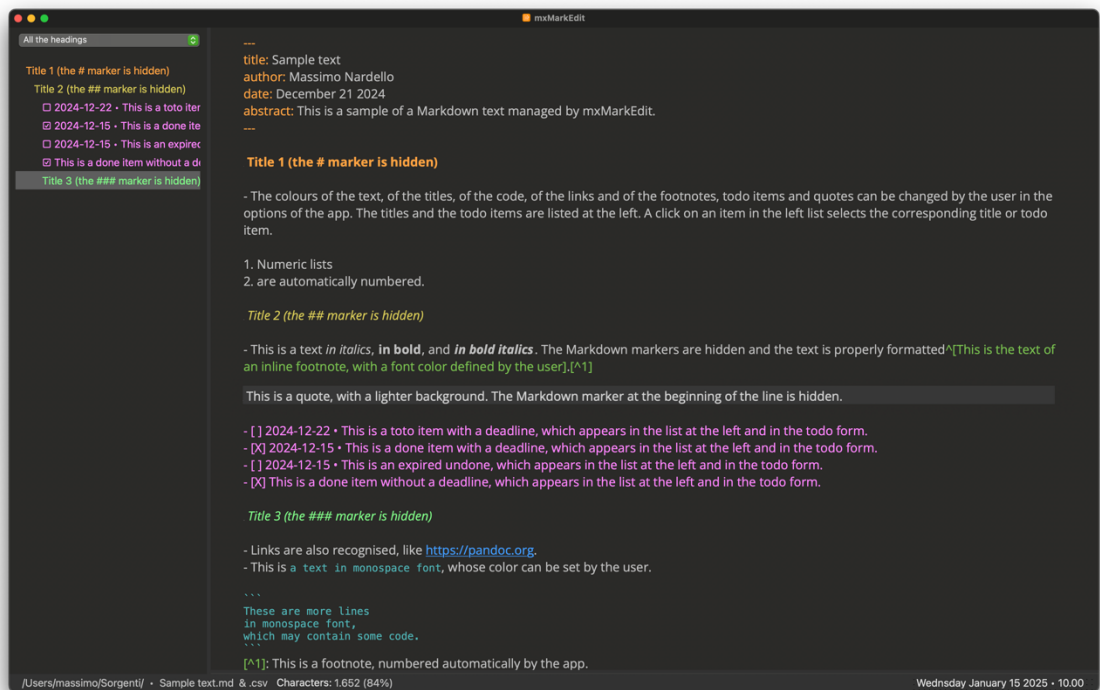 mxMarkEdit
All the headings
Title 1 (the # marker is hidden)
Title 2 (the ## marker is hidden)
☐ 2024-12-22 • This is a toto iter
☑ 2024-12-15 • This is a done ite
☐ 2024-12-15 • This is an expired
☑ This is a done item without a de
Title 3 (the ### marker is hidden)
---
title: Sample text
author: Massimo Nardello
date: December 21 2024
abstract: This is a sample of a Markdown text managed by mxMarkEdit.
---
Title 1 (the # marker is hidden)
- The colours of the text, of the titles, of the code, of the links and of the footnotes, todo items and quotes can be changed by the user in the
options of the app. The titles and the todo items are listed at the left. A click on an item in the left list selects the corresponding title or todo
item.
1. Numeric lists
2. are automatically numbered.
Title 2 (the ## marker is hidden)
- This is a text in italics, in bold, and in bold italics. The Markdown markers are hidden and the text is properly formatted^[This is the text of
an inline footnote, with a font color defined by the user].[^1]
This is a quote, with a lighter background. The Markdown marker at the beginning of the line is hidden.
- [ ] 2024-12-22 • This is a toto item with a deadline, which appears in the list at the left and in the todo form.
- [X] 2024-12-15 • This is a done item with a deadline, which appears in the list at the left and in the todo form.
- [ ] 2024-12-15 • This is an expired undone, which appears in the list at the left and in the todo form.
- [X] This is a done item without a deadline, which appears in the list at the left and in the todo form.
Title 3 (the ### marker is hidden)
- Links are also recognised, like https://pandoc.org.
- This is a text in monospace font, whose color can be set by the user.
```
These are more lines
in monospace font,
which may contain some code.
```
[^1]: This is a footnote, numbered automatically by the app.
/Users/massimo/Sorgenti/ • Sample text.md & .csv Characters: 1.652 (84%)
Wednsday January 15 2025 • 10.00